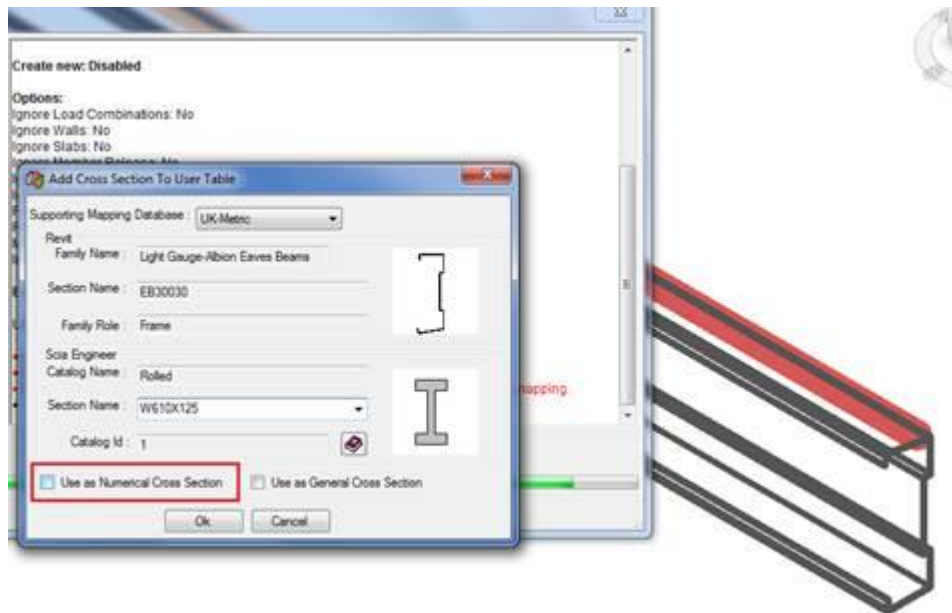 Create new: Disabled
Options:
Ignore Load Combinations: No
Ignore Walls: No
Ignore Slabs: No
Add Cross Section To User Table
Supporting Mapping Database : UK-Metric
Revit
Family Name : Light Gauge-Albion Eaves Beams
Section Name : EB30030
Family Role : Frame
Scia Engineer
Catalog Name Rolled
mapping.
Section Name : W610X125
Catalog Id : 1
Use as Numerical Cross Section Use as General Cross Section
Ok Cancel